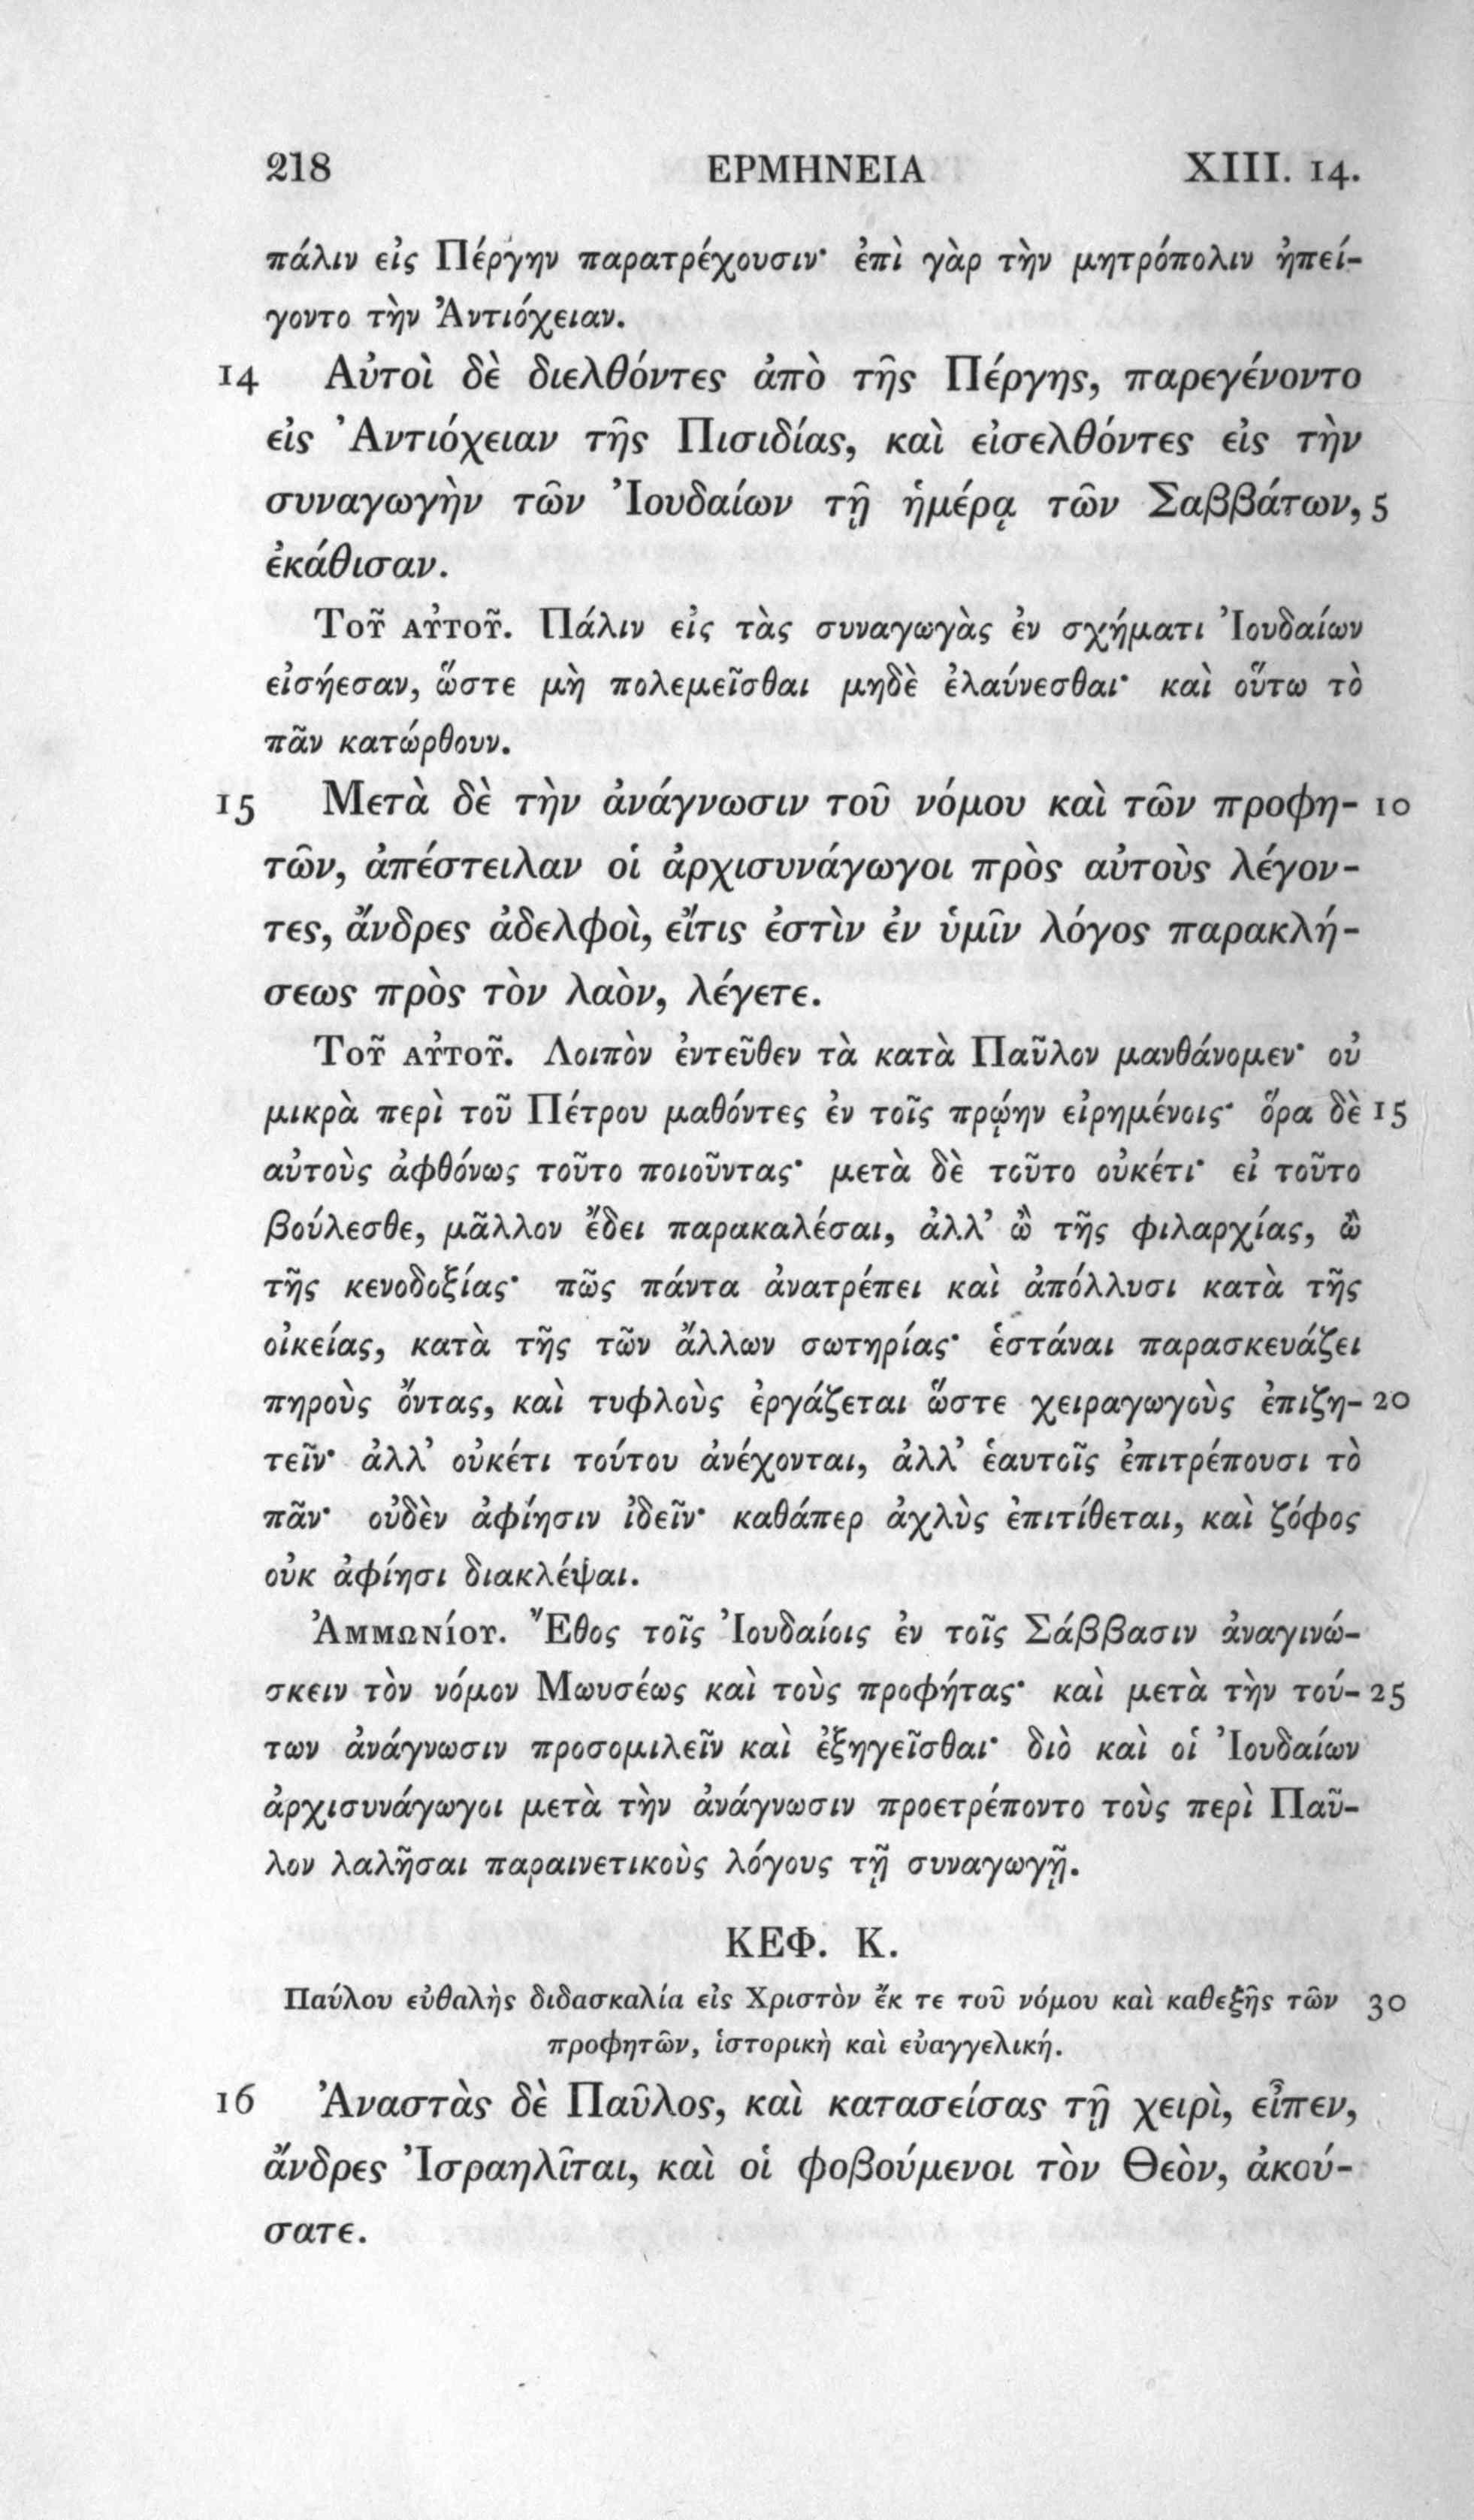 218 ΕΡΜΗΝΕΙΑ XIII. 14.
πάλιν εἰς Πέργην παρατρέχουσιν· ἐπὶ γὰρ τὴν μητρόπολιν ἠπεί-
γοντο τὴν Ἀντιόχειαν.
14 Αὐτοὶ δὲ διελθόντες ἀπὸ τῆς Πέργης, παρεγένοντο
εἰς Ἀντιόχειαν τῆς Πισιδίας, καὶ εἰσελθόντες εἰς τὴν
συναγωγὴν τῶν Ἰουδαίων τῇ ἡμέρᾳ τῶν Σαββάτων, 5
ἐκάθισαν.
Τοῦ αὐτοῦ. Πάλιν εἰς τὰς συναγωγὰς ἐν σχήματι Ἰουδαίων
εἰσήεσαν, ὥστε μὴ πολεμεῖσθαι μηδὲ ἐλαύνεσθαι· καὶ οὕτω τὸ
πᾶν κατώρθουν.
15 Μετὰ δὲ τὴν ἀνάγνωσιν τοῦ νόμου καὶ τῶν προφη- 10
τῶν, ἀπέστειλαν οἱ ἀρχισυνάγωγοι πρὸς αὐτοὺς λέγον-
τες, ἄνδρες ἀδελφοὶ, εἴτις ἐστὶν ἐν ὑμῖν λόγος παρακλή-
σεως πρὸς τὸν λαὸν, λέγετε.
Τοῦ αὐτοῦ. Λοιπὸν ἐντεῦθεν τὰ κατὰ Παῦλον μανθάνομεν· οὐ
μικρὰ περὶ τοῦ Πέτρου μαθόντες ἐν τοῖς πρῴην εἰρημένοις· ὅρα δὲ 15
αὐτοὺς ἀφθόνως τοῦτο ποιοῦντας· μετὰ δὲ τοῦτο οὐκέτι· εἰ τοῦτο
βούλεσθε, μᾶλλον ἔδει παρακαλέσαι, ἀλλ’ ὢ τῆς φιλαρχίας, ὢ
τῆς κενοδοξίας· πῶς πάντα ἀνατρέπει καὶ ἀπόλλυσι κατὰ τῆς
οἰκείας, κατὰ τῆς τῶν ἄλλων σωτηρίας· ἑστάναι παρασκευάζει
πηροὺς ὄντας, καὶ τυφλοὺς ἐργάζεται ὥστε χειραγωγοὺς ἐπιζη- 20
τεῖν· ἀλλ’ οὐκέτι τούτου ἀνέχονται, ἀλλ’ ἑαυτοῖς ἐπιτρέπουσι τὸ
πᾶν· οὐδὲν ἀφίησιν ἰδεῖν· καθάπερ ἀχλὺς ἐπιτίθεται, καὶ ζόφος
οὐκ ἀφίησι διακλέψαι.
Ἀμμωνίου. Ἔθος τοῖς Ἰουδαίοις ἐν τοῖς Σάββασιν ἀναγινώ-
σκειν τὸν νόμον Μωυσέως καὶ τοὺς προφήτας· καὶ μετὰ τὴν τού- 25
των ἀνάγνωσιν προσομιλεῖν καὶ ἐξηγεῖσθαι· διὸ καὶ οἱ Ἰουδαίων
ἀρχισυνάγωγοι μετὰ τὴν ἀνάγνωσιν προετρέποντο τοὺς περὶ Παῦ-
λον λαλῆσαι παραινετικοὺς λόγους τῇ συναγωγῇ.
ΚΕΦ. Κ.
Παύλου εὐθαλὴς διδασκαλία εἰς Χριστὸν ἔκ τε τοῦ νόμου καὶ καθεξῆς τῶν 30
προφητῶν, ἱστορικὴ καὶ εὐαγγελική.
16 Ἀναστὰς δὲ Παῦλος, καὶ κατασείσας τῇ χειρὶ, εἶπεν,
ἄνδρες Ἰσραηλῖται, καὶ οἱ φοβούμενοι τὸν Θεὸν, ἀκού-
σατε.